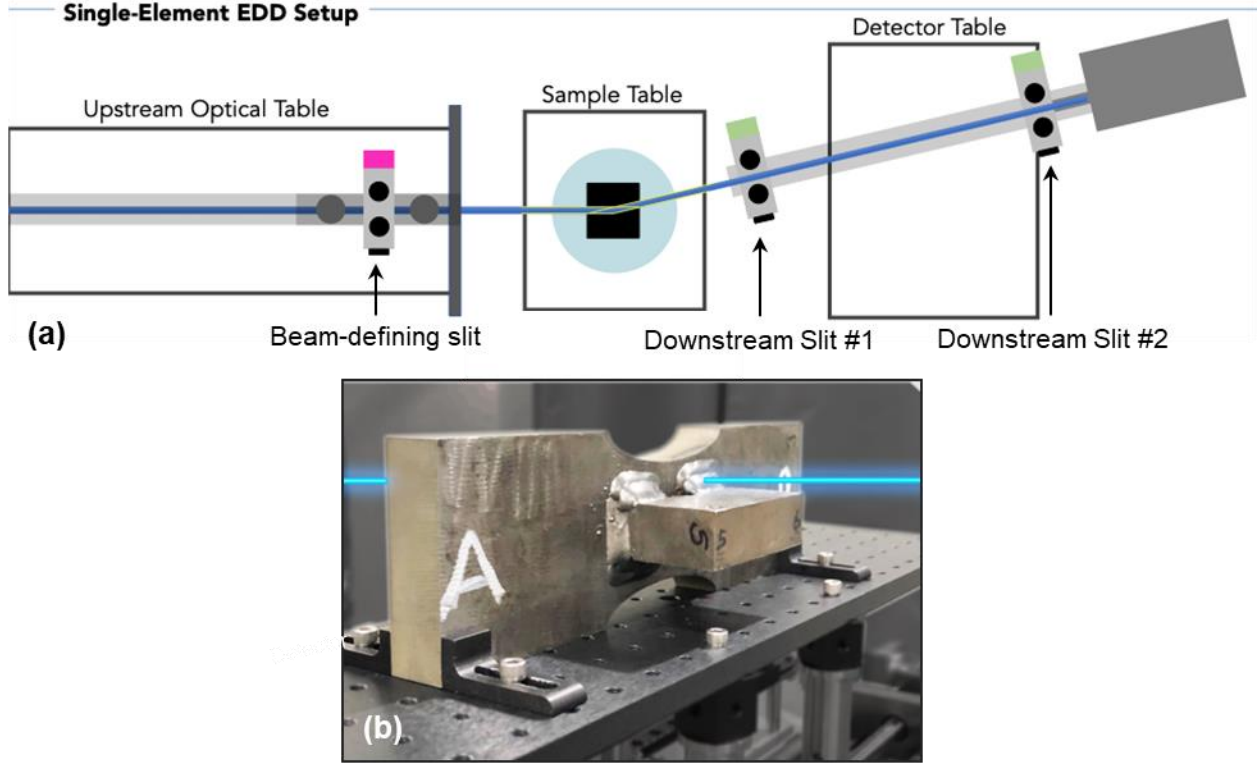 Single-Element EDD Setup
Detector Table
Sample Table
Upstream Optical Table
Beam-defining slit
Downstream Slit #1
Downstream Slit #2
(a)
A
S
5
(b)